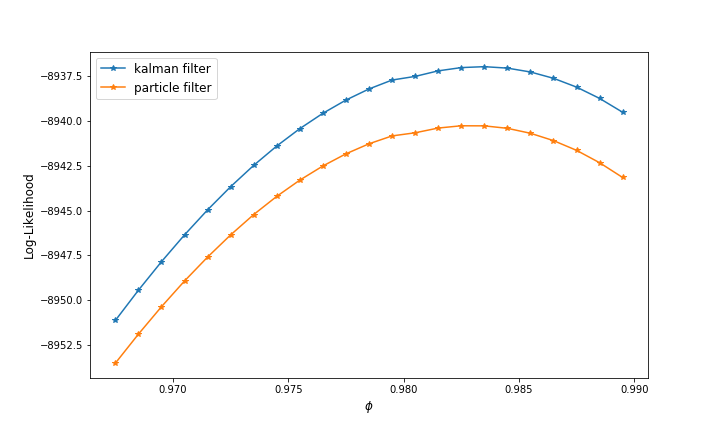 kalman filter
particle filter
−8937.5
−8940.0
−8942.5
−8945.0
−8947.5
−8950.0
−8952.5
Log-Likelihood
0.970 0.975 0.980 0.985 0.990
ϕ